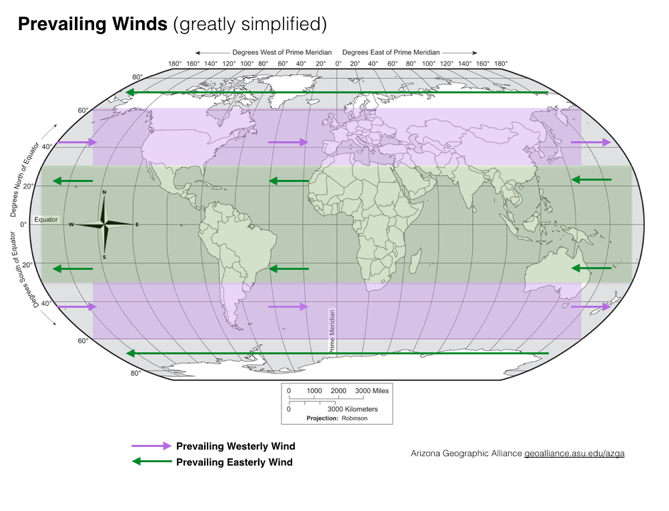 Prevailing Winds (greatly simplified)
Degrees West of Prime Meridian Degrees East of Prime Meridian
180° 160° 140° 120° 100° 80° 60° 40° 20° 0° 20° 40° 60° 80° 100° 120° 140° 160° 180°
80°
60°
40°
20°
Equator 0°
20°
40°
60°
80°
Degrees North of Equator
Degrees South of Equator
N
W E
S
Prime Meridian
0 1000 2000 3000 Miles
0 3000 Kilometers
Projection: Robinson
Prevailing Westerly Wind
Prevailing Easterly Wind
Arizona Geographic Alliance geoalliance.asu.edu/azga